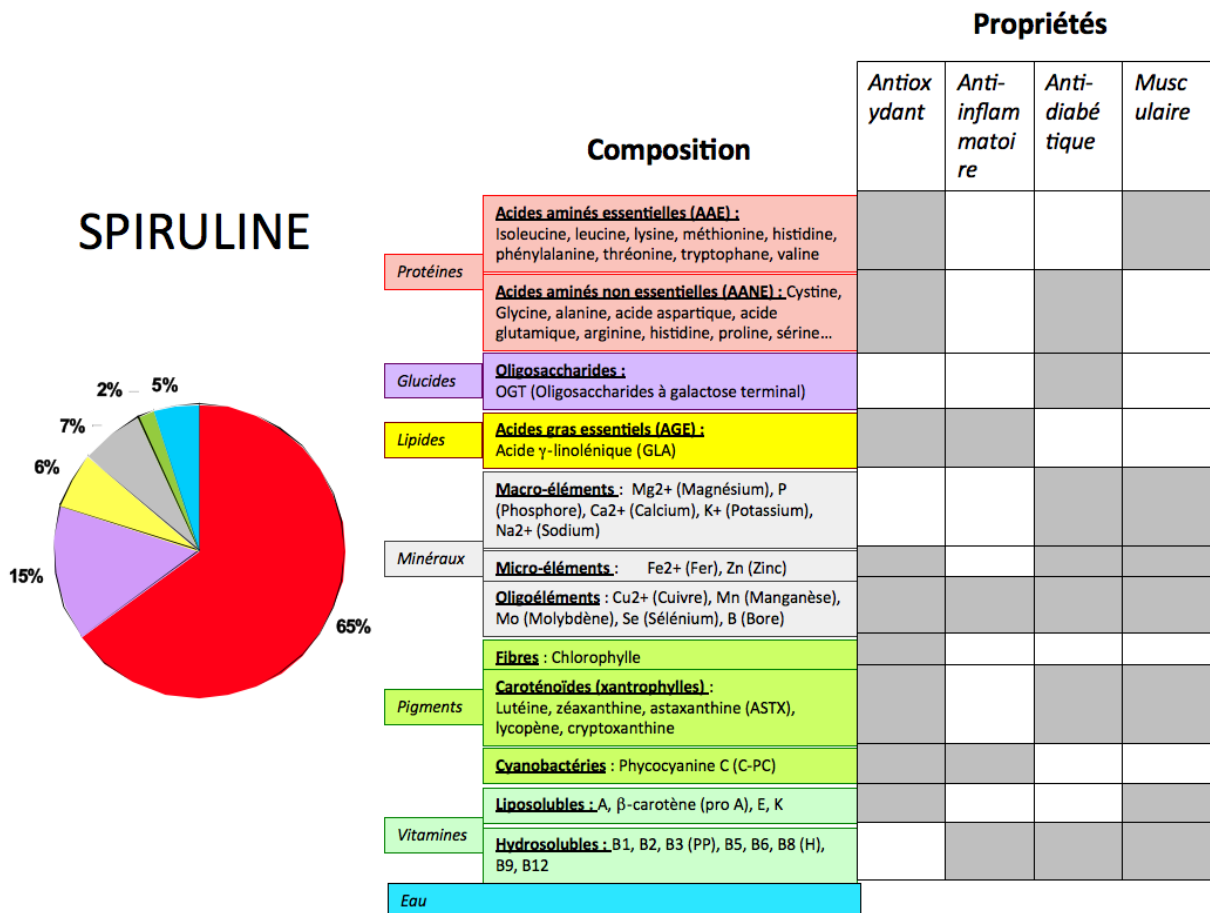 Propriétés
Antiox
ydant
Anti-
inflam
matoi
re
Anti-
diabé
tique
Musc
ulaire
Composition
SPIRULINE
2%
5%
7%
6%
15%
65%
Protéines
Acides aminés essentielles (AAE) :
Isoleucine, leucine, lysine, méthionine, histidine,
phénylalanine, thréonine, tryptophane, valine
Acides aminés non essentielles (AANE) : Cystine,
Glycine, alanine, acide aspartique, acide
glutamique, arginine, histidine, proline, sérine...
Glucides
Oligosaccharides :
OGT (Oligosaccharides à galactose terminal)
Lipides
Acides gras essentiels (AGE) :
Acide γ-linolénique (GLA)
Minéraux
Macro-éléments : Mg2+ (Magnésium), P
(Phosphore), Ca2+ (Calcium), K+ (Potassium),
Na2+ (Sodium)
Micro-éléments : Fe2+ (Fer), Zn (Zinc)
Oligoéléments : Cu2+ (Cuivre), Mn (Manganèse),
Mo (Molybdène), Se (Sélénium), B (Bore)
Pigments
Fibres : Chlorophylle
Caroténoïdes (xantrophylles) :
Lutéine, zéaxanthine, astaxanthine (ASTX),
lycopène, cryptoxanthine
Cyanobactéries : Phycocyanine C (C-PC)
Vitamines
Liposolubles : A, β-carotène (pro A), E, K
Hydrosolubles : B1, B2, B3 (PP), B5, B6, B8 (H),
B9, B12
Eau